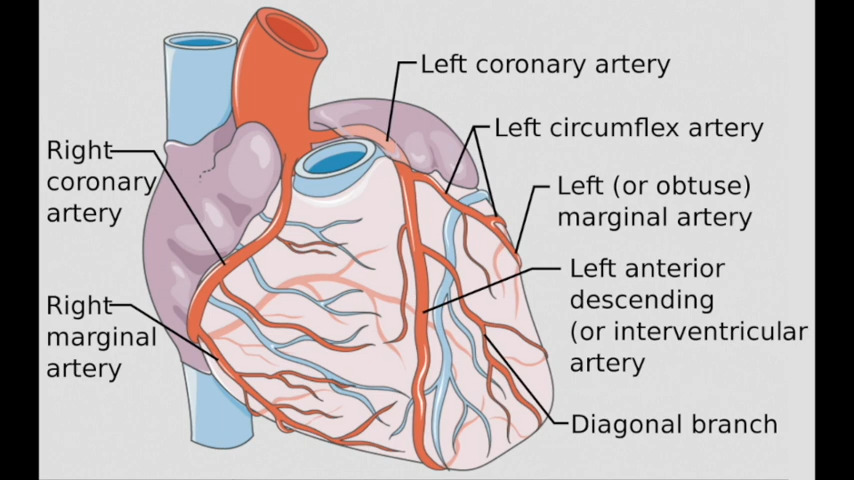 Left coronary artery
Left circumflex artery
Right
coronary
artery
Left (or obtuse)
marginal artery
Left anterior
descending
(or interventricular
artery
Right
marginal
artery
Diagonal branch